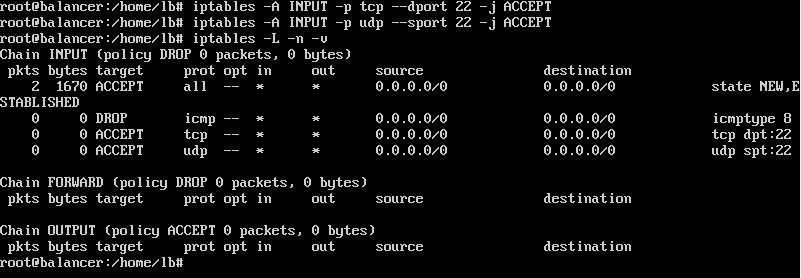 root@balancer:/home/lb# iptables -A INPUT -p tcp --dport 22 -j ACCEPT
root@balancer:/home/lb# iptables -A INPUT -p udp --sport 22 -j ACCEPT
root@balancer:/home/lb# iptables -L -n -v
Chain INPUT (policy DROP 0 packets, 0 bytes)
pkts bytes target prot opt in out source destination
2 1670 ACCEPT all -- * * 0.0.0.0/0 0.0.0.0/0 state NEW,E
STABLISHED
0 0 DROP icmp -- * * 0.0.0.0/0 0.0.0.0/0 icmptype 8
0 0 ACCEPT tcp -- * * 0.0.0.0/0 0.0.0.0/0 tcp dpt:22
0 0 ACCEPT udp -- * * 0.0.0.0/0 0.0.0.0/0 udp spt:22
Chain FORWARD (policy DROP 0 packets, 0 bytes)
pkts bytes target prot opt in out source destination
Chain OUTPUT (policy ACCEPT 0 packets, 0 bytes)
pkts bytes target prot opt in out source destination
root@balancer:/home/lb#